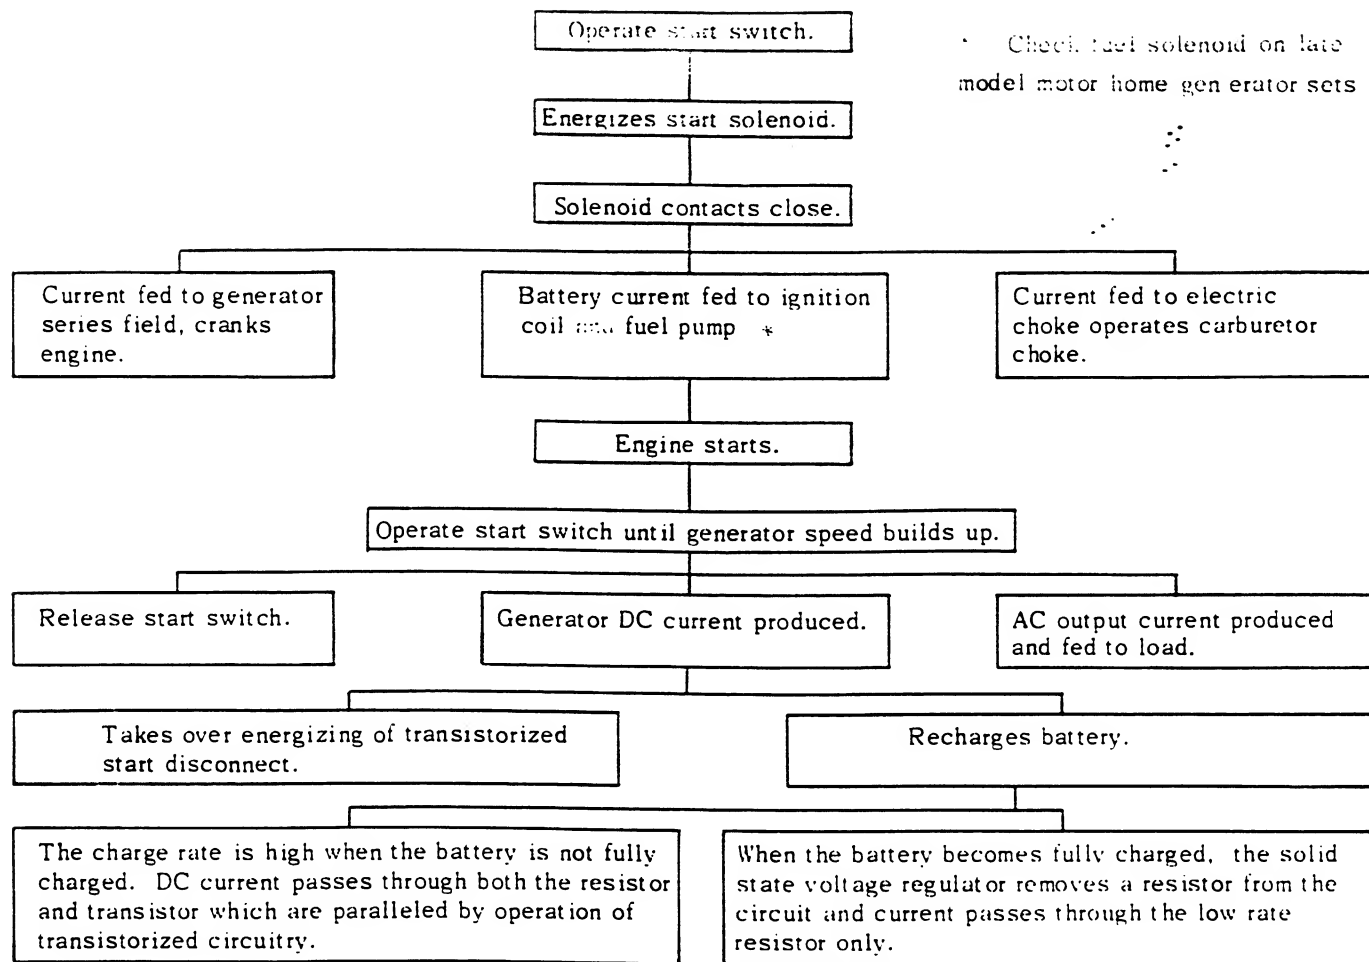 Operate start switch.
* Check fuel solenoid on late
model motor home gen erator sets
Energizes start solenoid.
Solenoid contacts close.
Current fed to generator
series field, cranks
engine.
Battery current fed to ignition
coil and fuel pump *
Current fed to electric
choke operates carburetor
choke.
Engine starts.
Operate start switch until generator speed builds up.
Release start switch.
Generator DC current produced.
AC output current produced
and fed to load.
Takes over energizing of transistorized
start disconnect.
Recharges battery.
The charge rate is high when the battery is not fully
charged. DC current passes through both the resistor
and transistor which are paralleled by operation of
transistorized circuitry.
When the battery becomes fully charged, the solid
state voltage regulator removes a resistor from the
circuit and current passes through the low rate
resistor only.